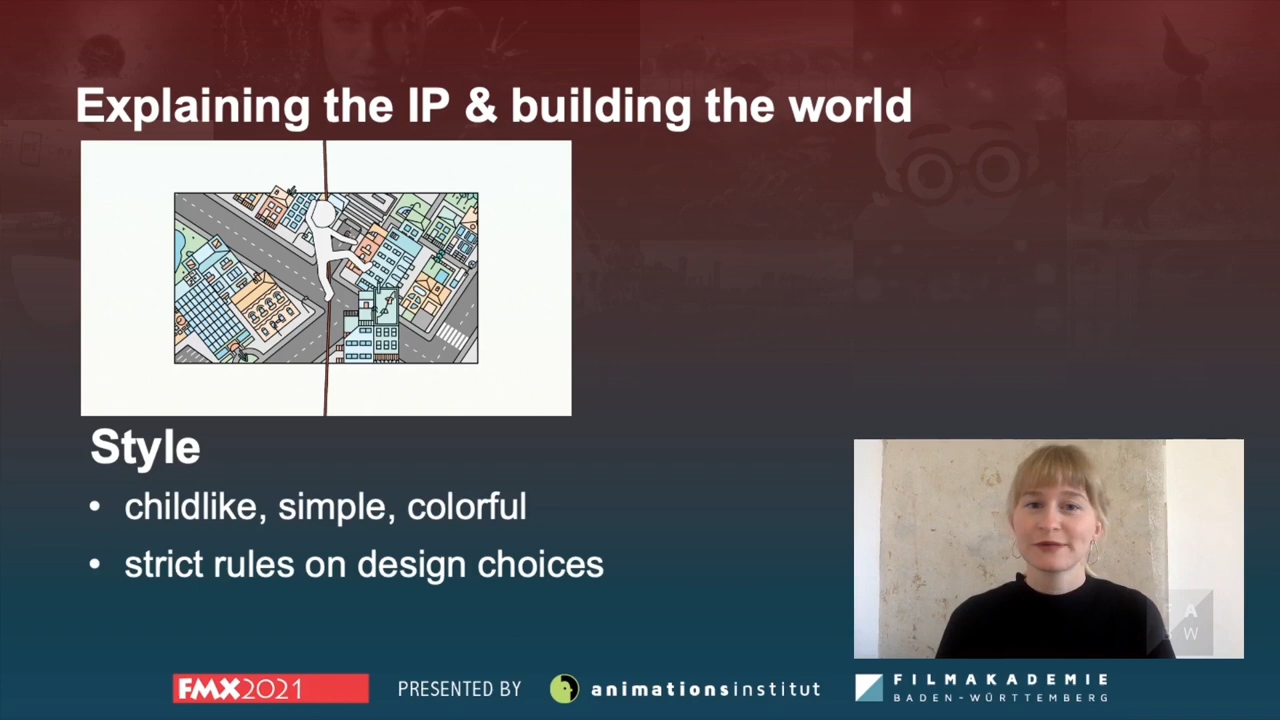 Explaining the IP & building the world
Style
• childlike, simple, colorful
• strict rules on design choices
F A
B W
FMX2021
PRESENTED BY
animationsinstitut
FILMAKADEMIE
BADEN-WÜRTTEMBERG